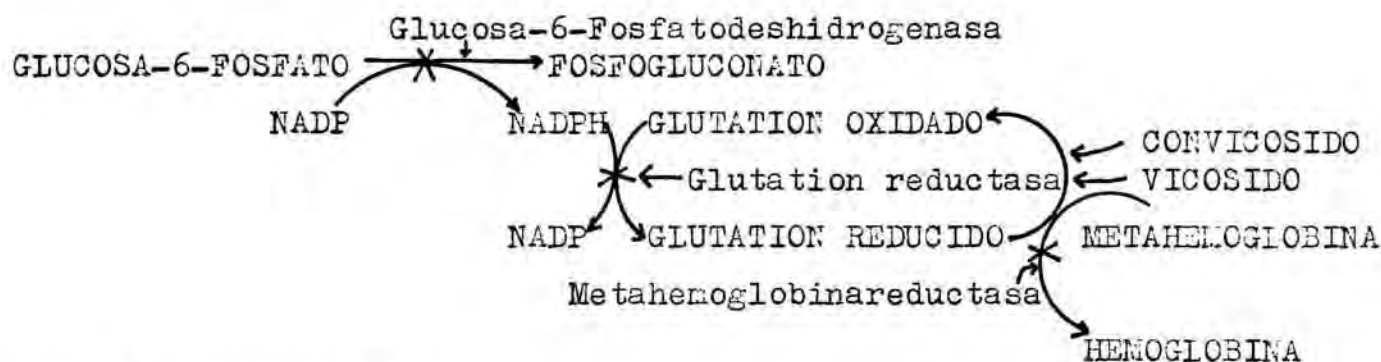 Glucosa-6-Fosfatodeshidrogenasa
GLUCOSA-6-FOSFATO FOSFOGLUCONATO
NADP NADPH GLUTATION OXIDADO
CONVICOSIDO
Glutation reductasa VICOSIDO
NADP GLUTATION REDUCIDO METAHEMOGLOBINA
Metahemoglobinareductasa
HEMOGLOBINA